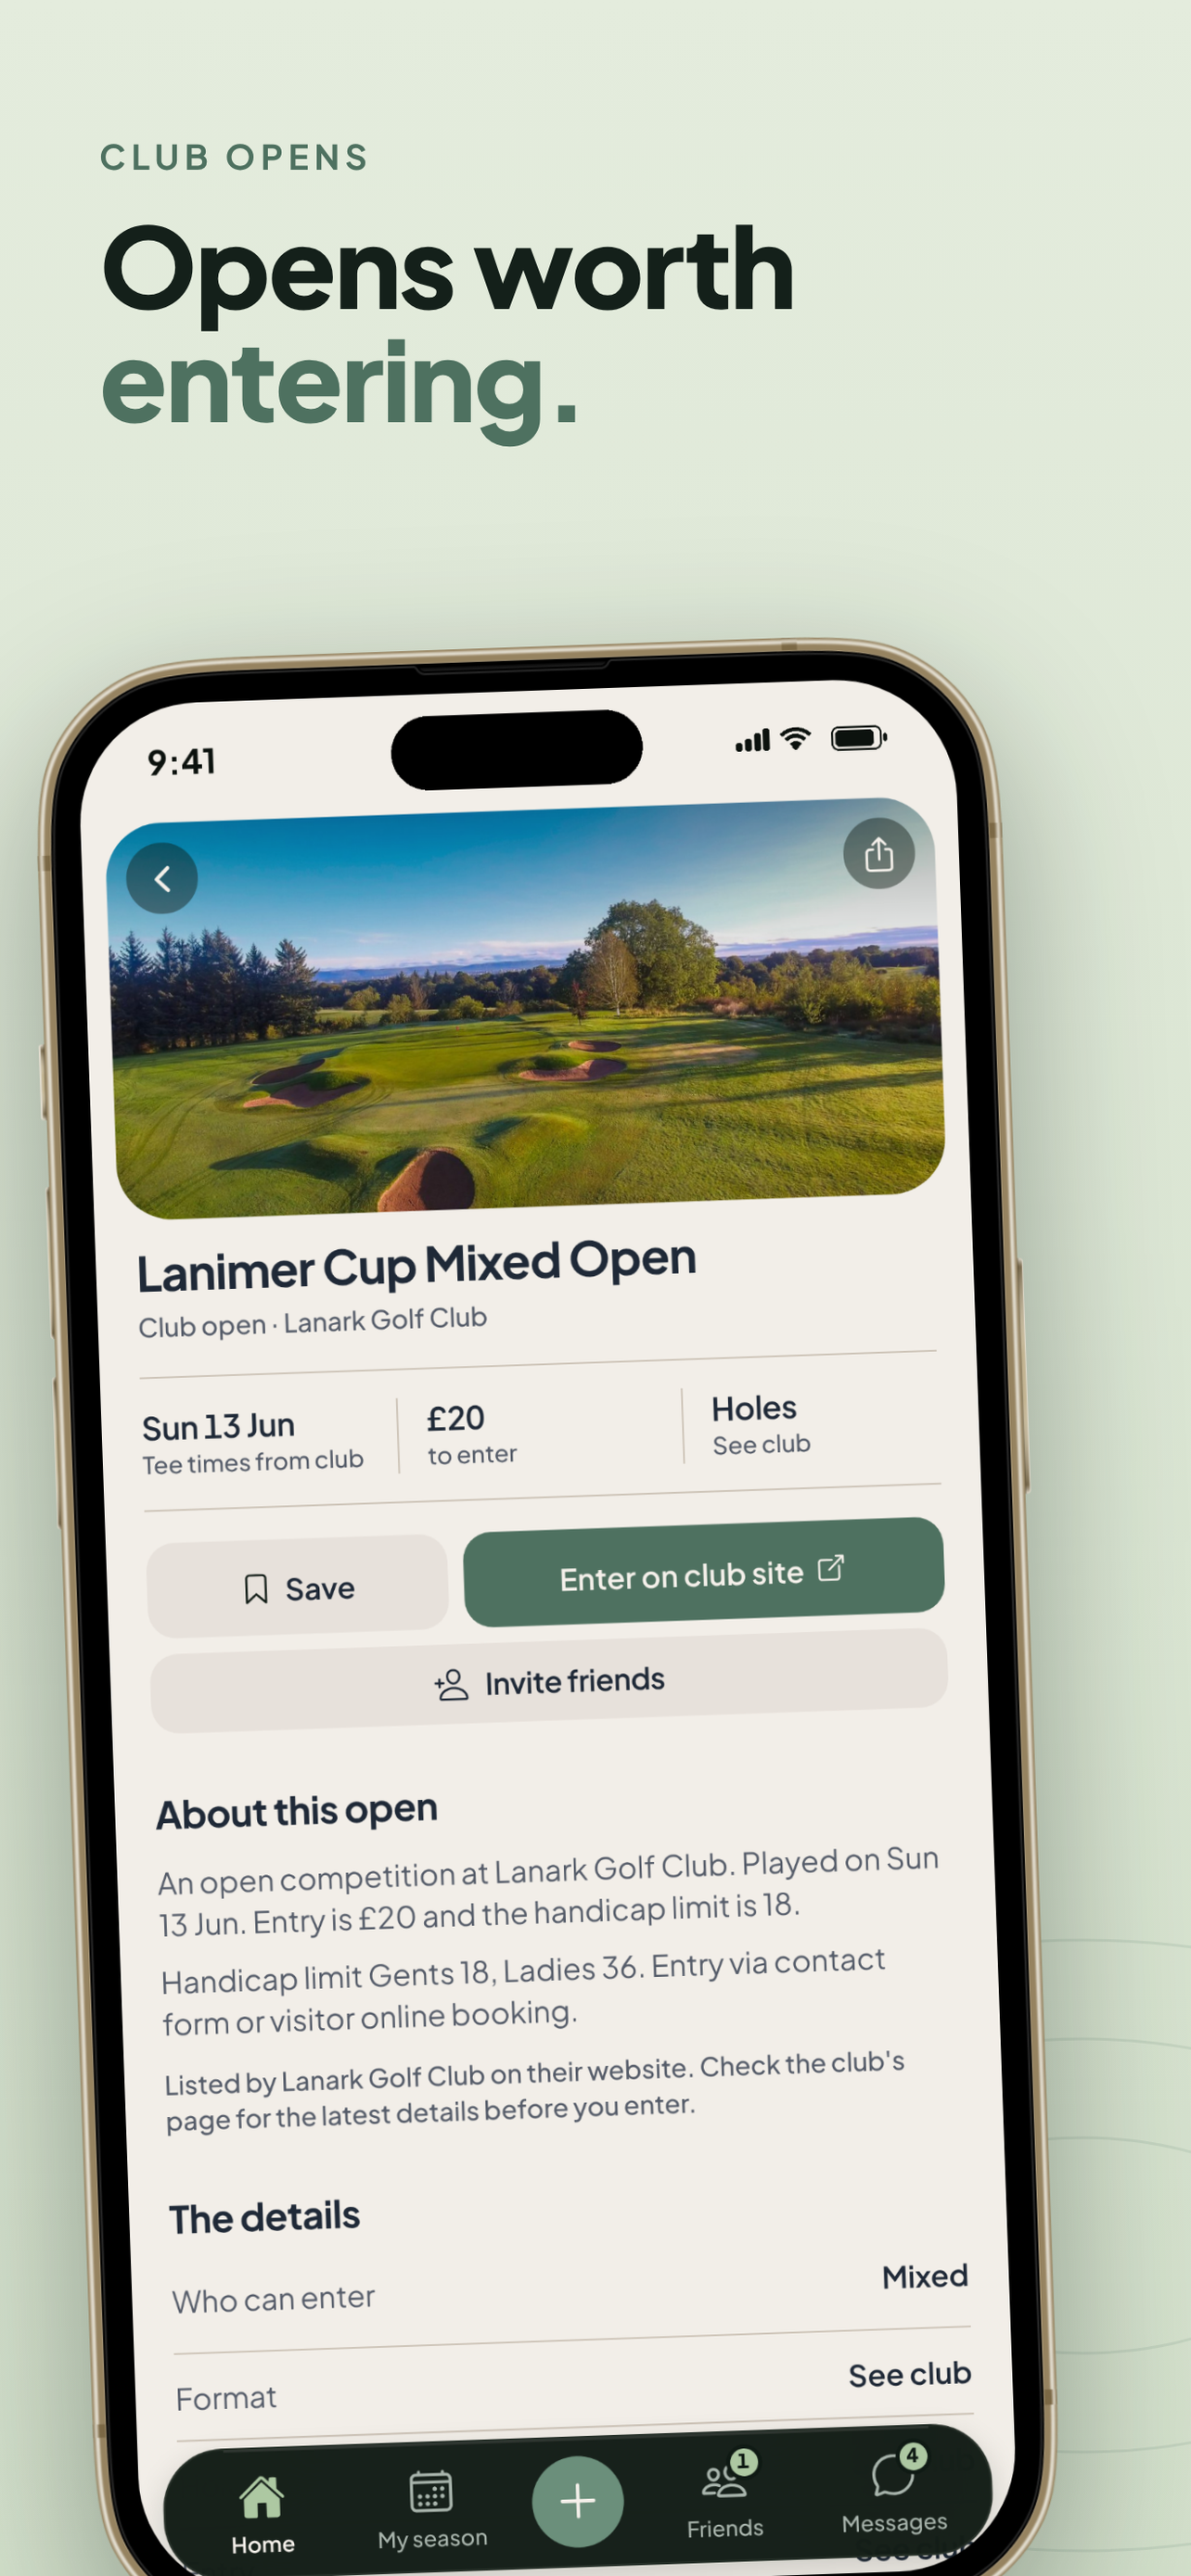 CLUB OPENS
Opens worth
entering.
9:41
Lanimer Cup Mixed Open
Club open · Lanark Golf Club
Sun 13 Jun
Tee times from club
£20
to enter
Holes
See club
Save
Enter on club site
Invite friends
About this open
An open competition at Lanark Golf Club. Played on Sun
13 Jun. Entry is £20 and the handicap limit is 18.
Handicap limit Gents 18, Ladies 36. Entry via contact
form or visitor online booking.
Listed by Lanark Golf Club on their website. Check the club's
page for the latest details before you enter.
The details
Who can enter
Mixed
Format
See club
Home
My season
1
Friends
4
Messages
See club